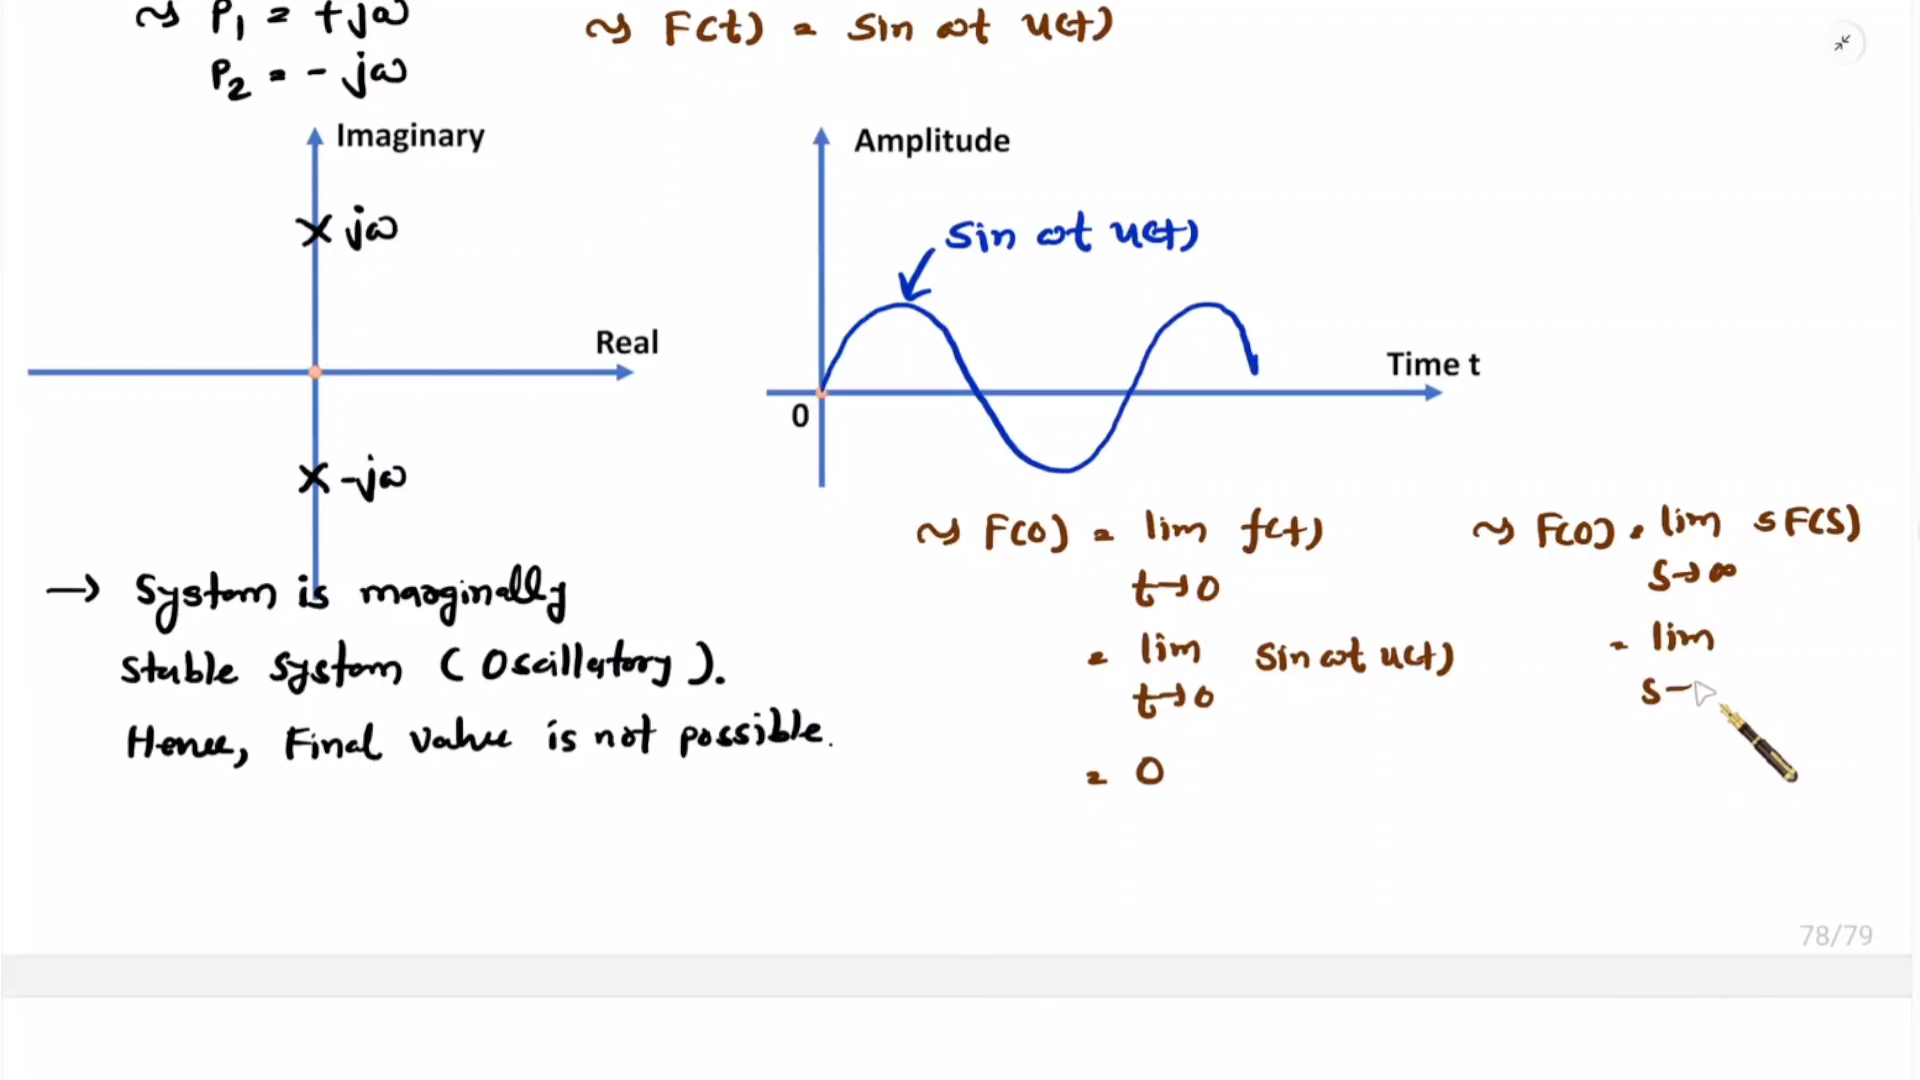 ~> P1 = +jω
P2 = -jω
~> F(t) = Sin ωt u(t)
Imaginary
jω
Real
-jω
Amplitude
Sin ωt u(t)
Time t
0
→ System is marginally
stable system (Oscillatory).
Hence, Final value is not possible.
~> F(0) = lim f(t)
t→0
= lim Sin ωt u(t)
t→0
= 0
~> F(0) = lim s F(S)
S→∞
= lim
S-
78/79